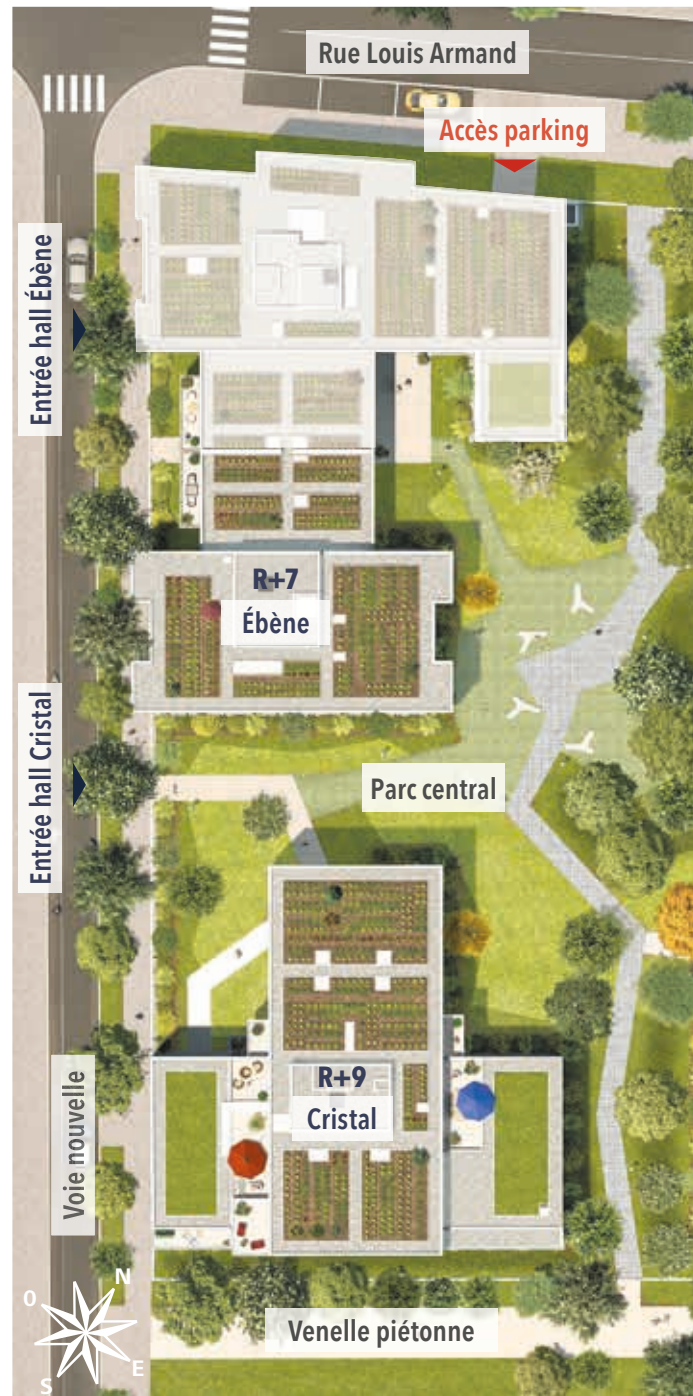 Rue Louis Armand
Accès parking
Entrée hall Ébène
R+7
Ébène
Entrée hall Cristal
Parc central
R+9
Cristal
Voie nouvelle
N
O
E
S
Venelle piétonne